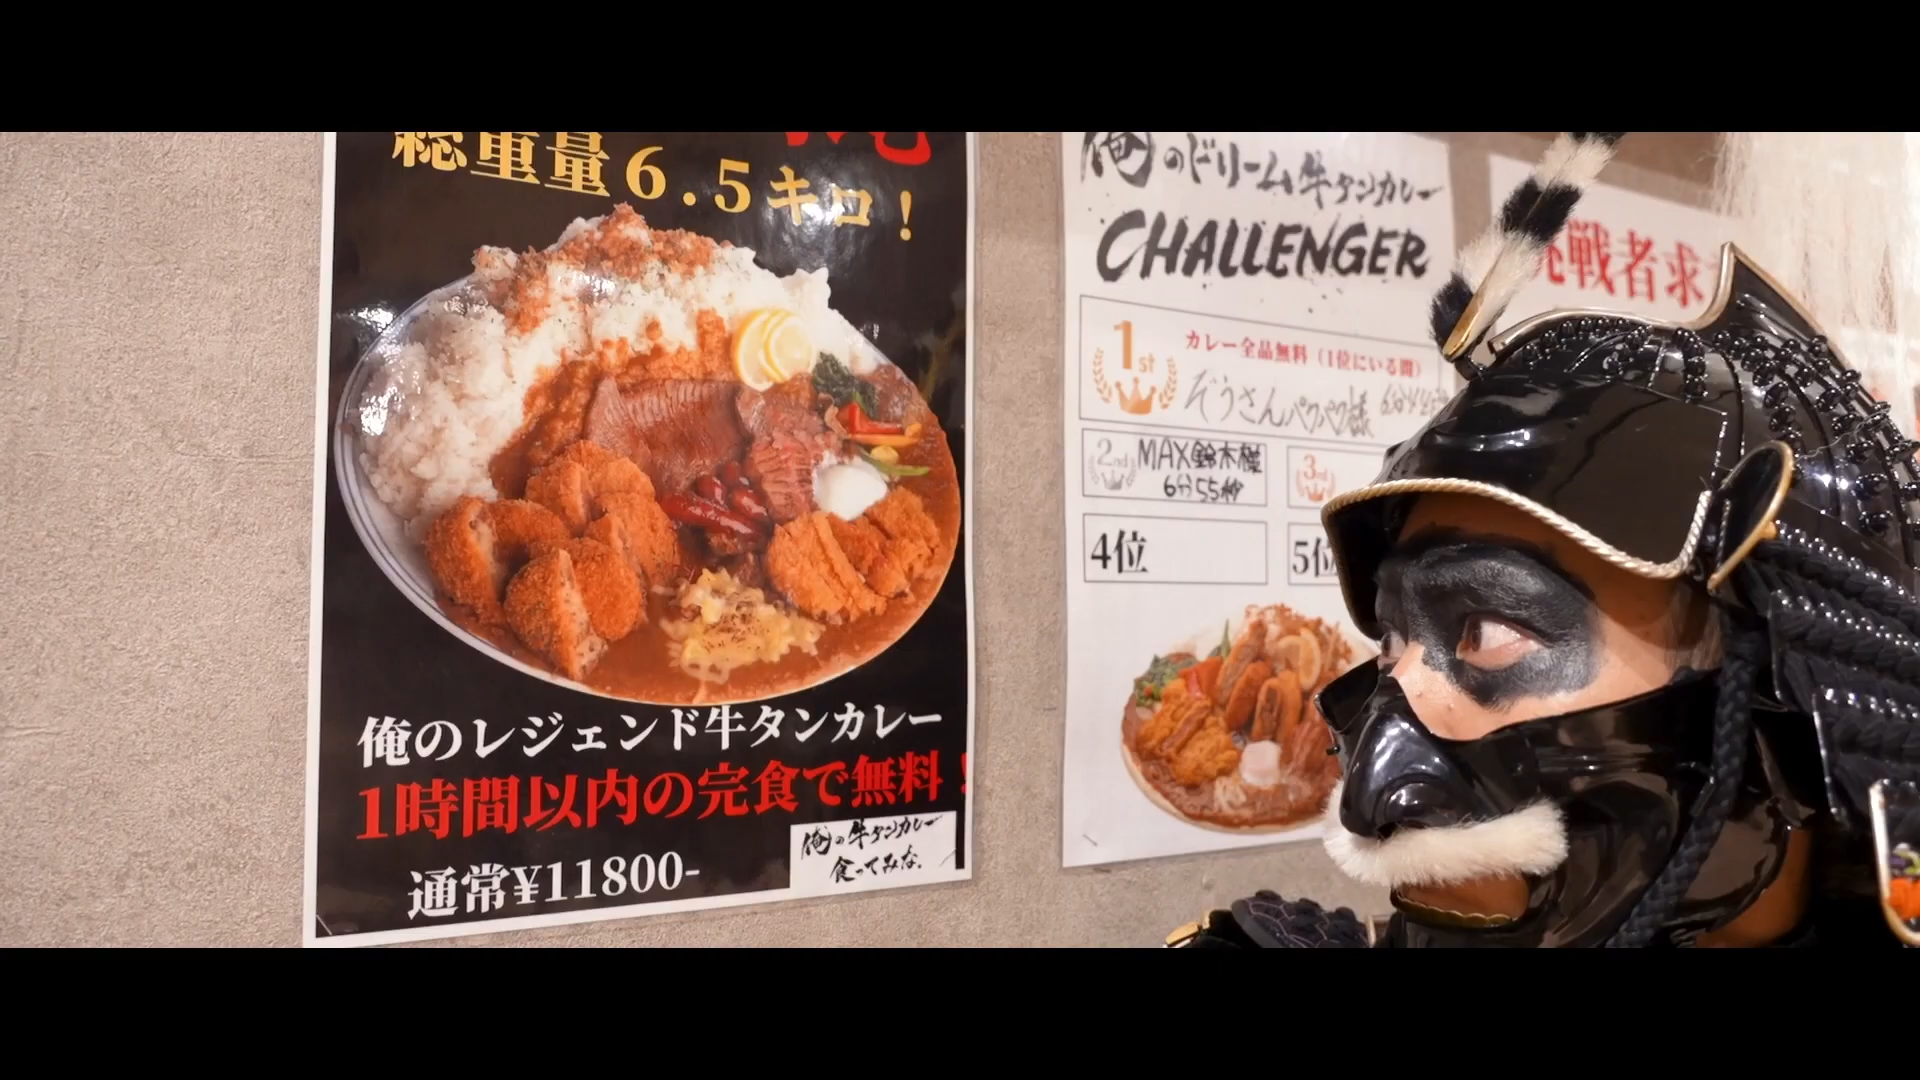 総重量6.5キロ!
俺のレジェンド牛タンカレー
1時間以内の完食で無料!
通常¥11800-
俺の牛タンカレー
食ってみな.
俺のドリーム牛タンカレー
CHALLENGER
1st
カレー全品無料(1位にいる間)
ぞうさんパクパク様
2nd
MAX鈴木様
6分55秒
3rd
4位
5位
挑戦者求